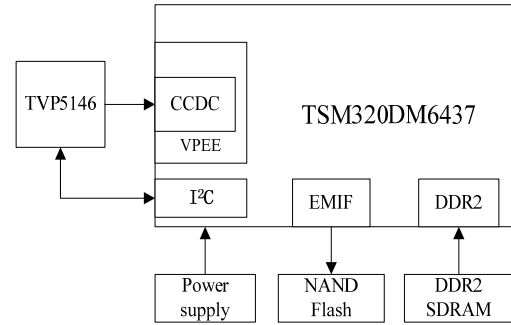 TVP5146
CCDC
VPEE
I²C
TSM320DM6437
EMIF
DDR2
Power
supply
NAND
Flash
DDR2
SDRAM